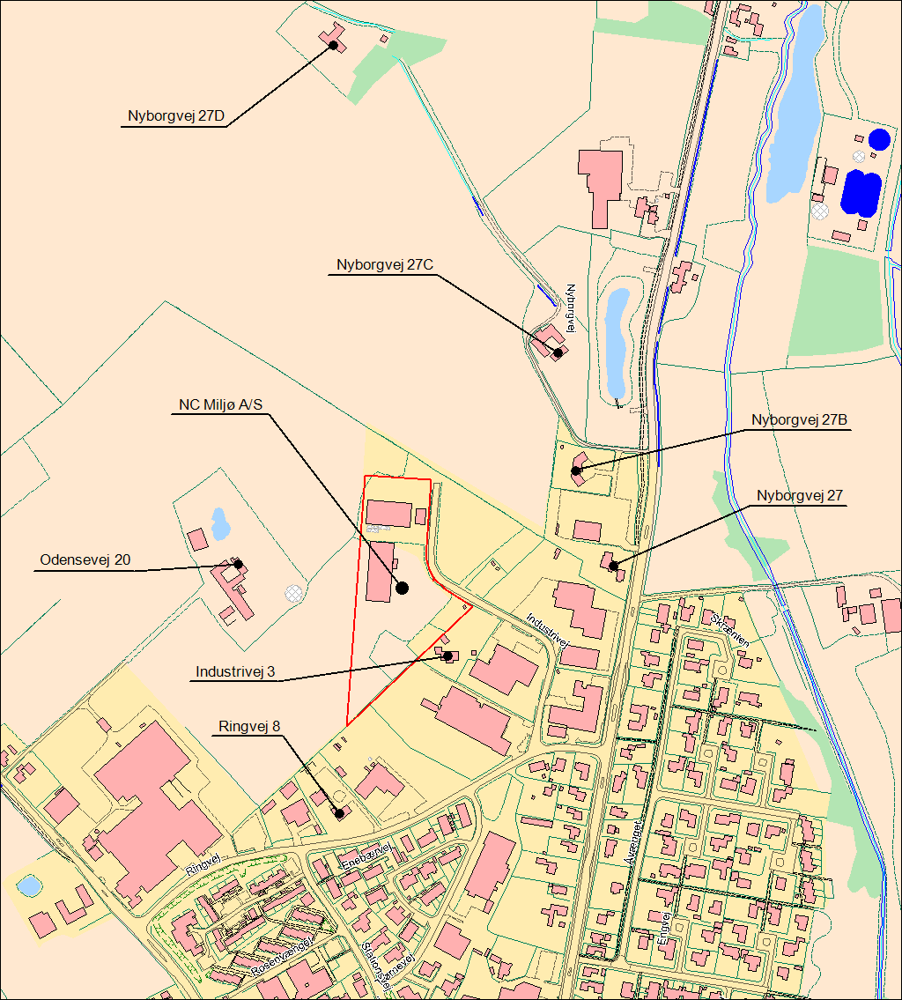 Nyborgvej 27D
Nyborgvej 27C
Nyborgvej
NC Miljø A/S
Nyborgvej 27B
Nyborgvej 27
Odensevej 20
Industrivej
Skrænten
Industrivej 3
Ringvej 8
Åvænget
Enebærvej
Ringvej
Engvej
Rosenvænget
Stationsvej